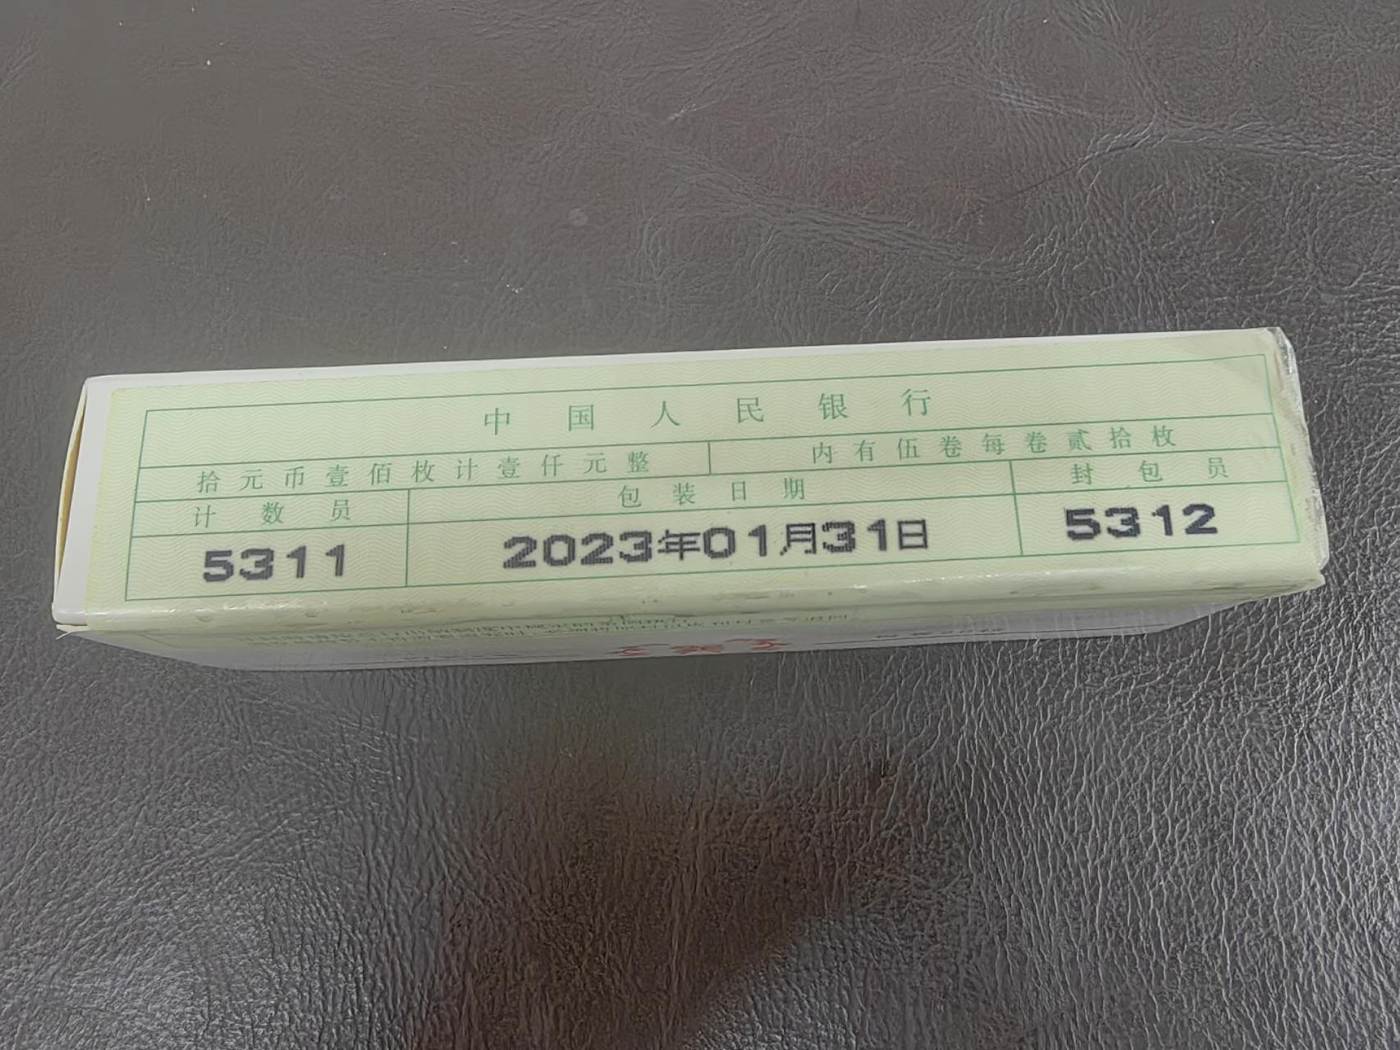 中国人民银行
拾元币壹佰枚计壹仟元整 内有伍卷每卷贰拾枚
计数员 包装日期 封包员
5311 2023年01月31日 5312